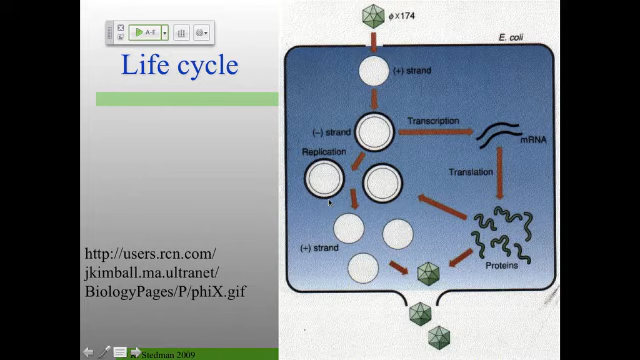 A-E
Life cycle
http://users.rcn.com/
jkimball.ma.ultranet/
BiologyPages/P/phiX.gif
Stedman 2009
ϕX174
E. coli
(+) strand
(–) strand
Transcription
mRNA
Replication
Translation
(+) strand
Proteins